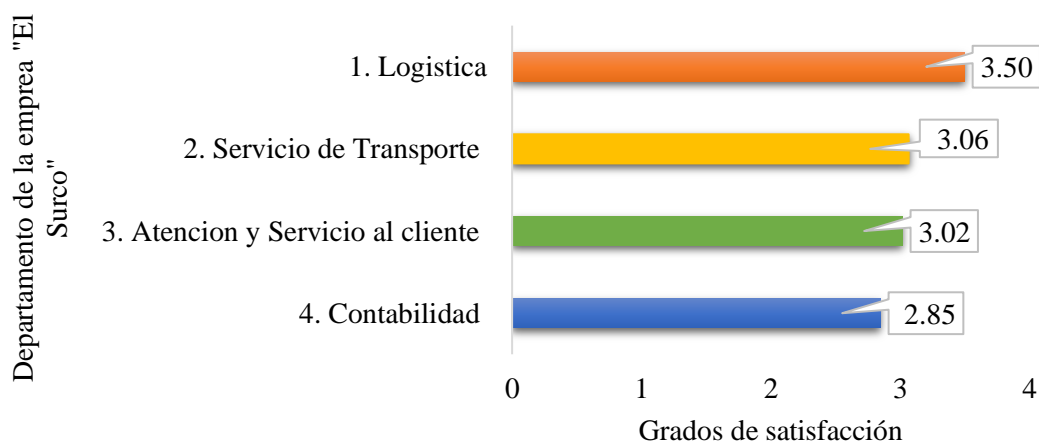 Departamento de la emprea "El
Surco"
1. Logistica
3.50
2. Servicio de Transporte
3.06
3. Atencion y Servicio al cliente
3.02
4. Contabilidad
2.85
0 1 2 3 4
Grados de satisfacción